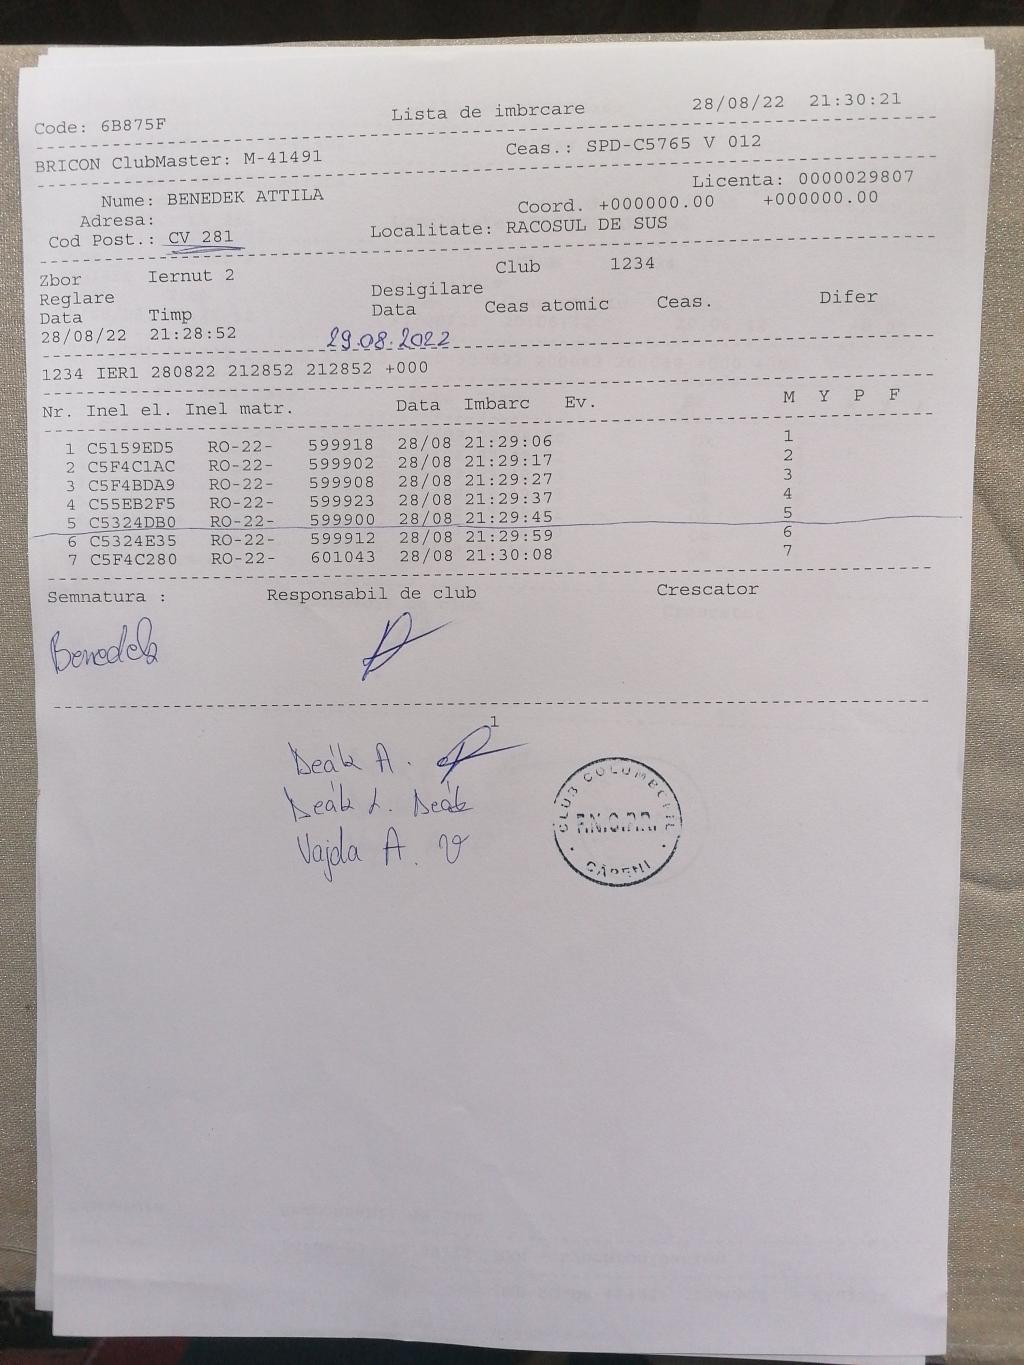 Code: 6B875F Lista de imbrcare 28/08/22 21:30:21
BRICON ClubMaster: M-41491 Ceas.: SPD-C5765 V 012
Nume: BENEDEK ATTILA Licenta: 0000029807
Adresa: Coord. +000000.00 +000000.00
Cod Post.: CV 281 Localitate: RACOSUL DE SUS
Zbor Iernut 2 Club 1234
Reglare Desigilare
Data Timp Data Ceas atomic Ceas. Difer
28/08/22 21:28:52 29.08.2022
1234 IER1 280822 212852 212852 +000
Nr. Inel el. Inel matr. Data Imbarc Ev. M Y P F
1 C5159ED5 RO-22- 599918 28/08 21:29:06 1
2 C5F4C1AC RO-22- 599902 28/08 21:29:17 2
3 C5F4BDA9 RO-22- 599908 28/08 21:29:27 3
4 C55EB2F5 RO-22- 599923 28/08 21:29:37 4
5 C5324DB0 RO-22- 599900 28/08 21:29:45 5
6 C5324E35 RO-22- 599912 28/08 21:29:59 6
7 C5F4C280 RO-22- 601043 28/08 21:30:08 7
Semnatura : Responsabil de club Crescator
Benedek
1
Deák A.
Deák L. Deák
Vajda A. V
CLUB COLUMBOFIL
CĂPENI